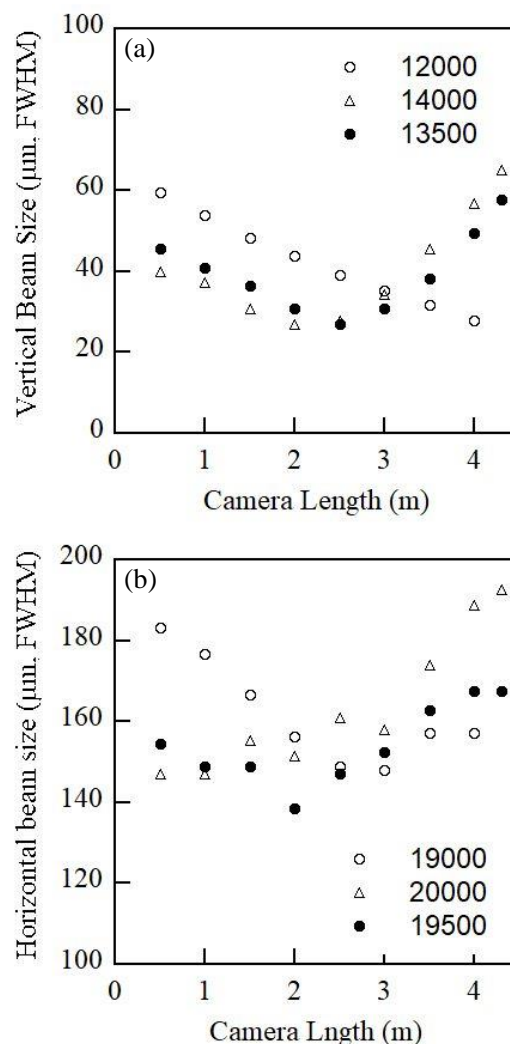 (a)
12000
14000
13500
Vertical Beam Size (μm, FWHM)
100
80
60
40
20
0
0 1 2 3 4
Camera Length (m)
(b)
Horizontal beam size (μm, FWHM)
200
180
160
140
120
100
19000
20000
19500
0 1 2 3 4
Camera Lngth (m)